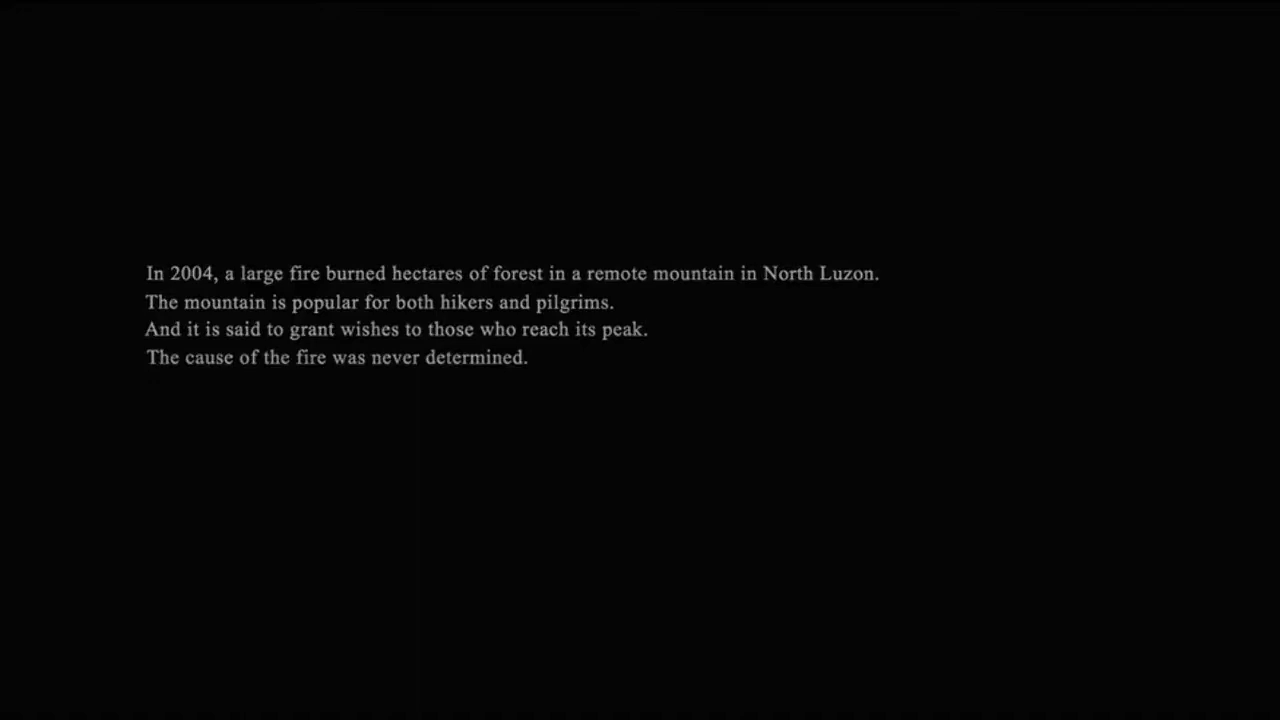 In 2004, a large fire burned hectares of forest in a remote mountain in North Luzon.
The mountain is popular for both hikers and pilgrims.
And it is said to grant wishes to those who reach its peak.
The cause of the fire was never determined.